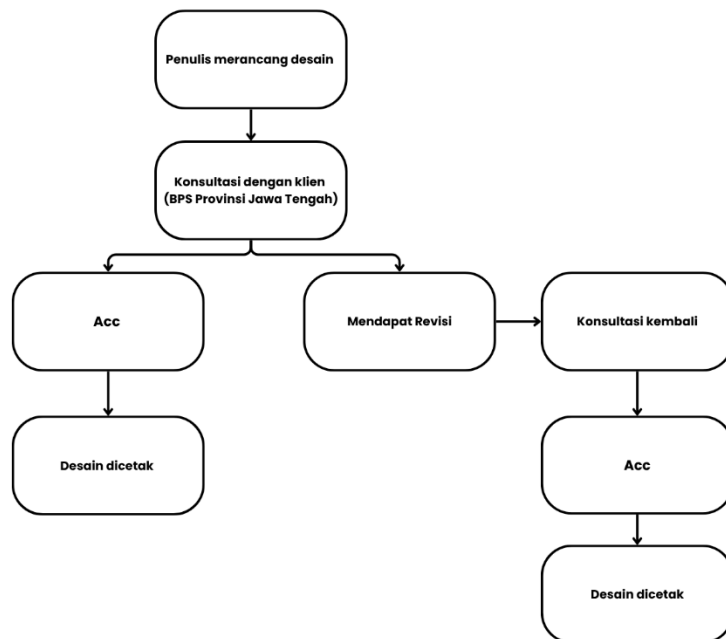 Penulis merancang desain
Konsultasi dengan klien
(BPS Provinsi Jawa Tengah)
Acc
Mendapat Revisi
Konsultasi kembali
Desain dicetak
Acc
Desain dicetak